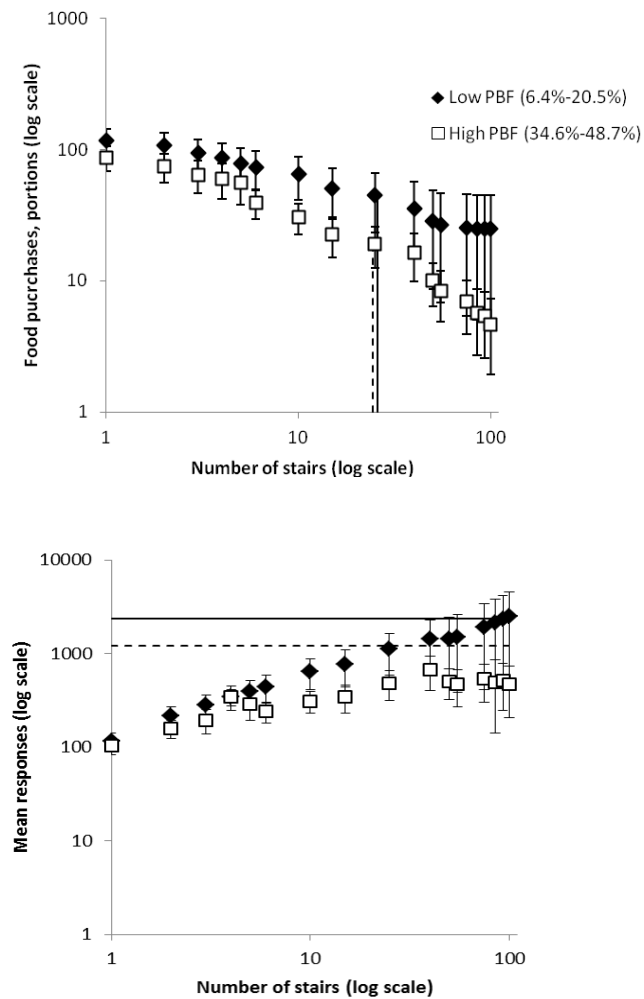 1000
100
10
1
Food pucrchases, portions (log scale)
Low PBF (6.4%-20.5%)
High PBF (34.6%-48.7%)
1 10 100
Number of stairs (log scale)
10000
1000
100
10
1
Mean responses (log scale)
1 10 100
Number of stairs (log scale)